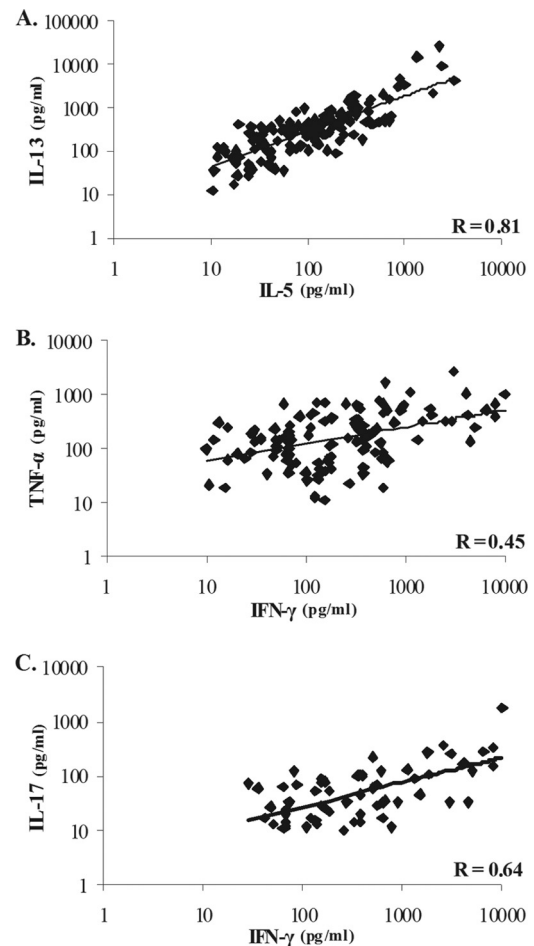 A.
100000
10000
1000
100
10
1
IL-13 (pg/ml)
R=0.81
1 10 100 1000 10000
IL-5 (pg/ml)
B.
10000
1000
100
10
1
TNF-α (pg/ml)
R=0.45
1 10 100 1000 10000
IFN-γ (pg/ml)
C.
10000
1000
100
10
1
IL-17 (pg/ml)
R=0.64
1 10 100 1000 10000
IFN-γ (pg/ml)